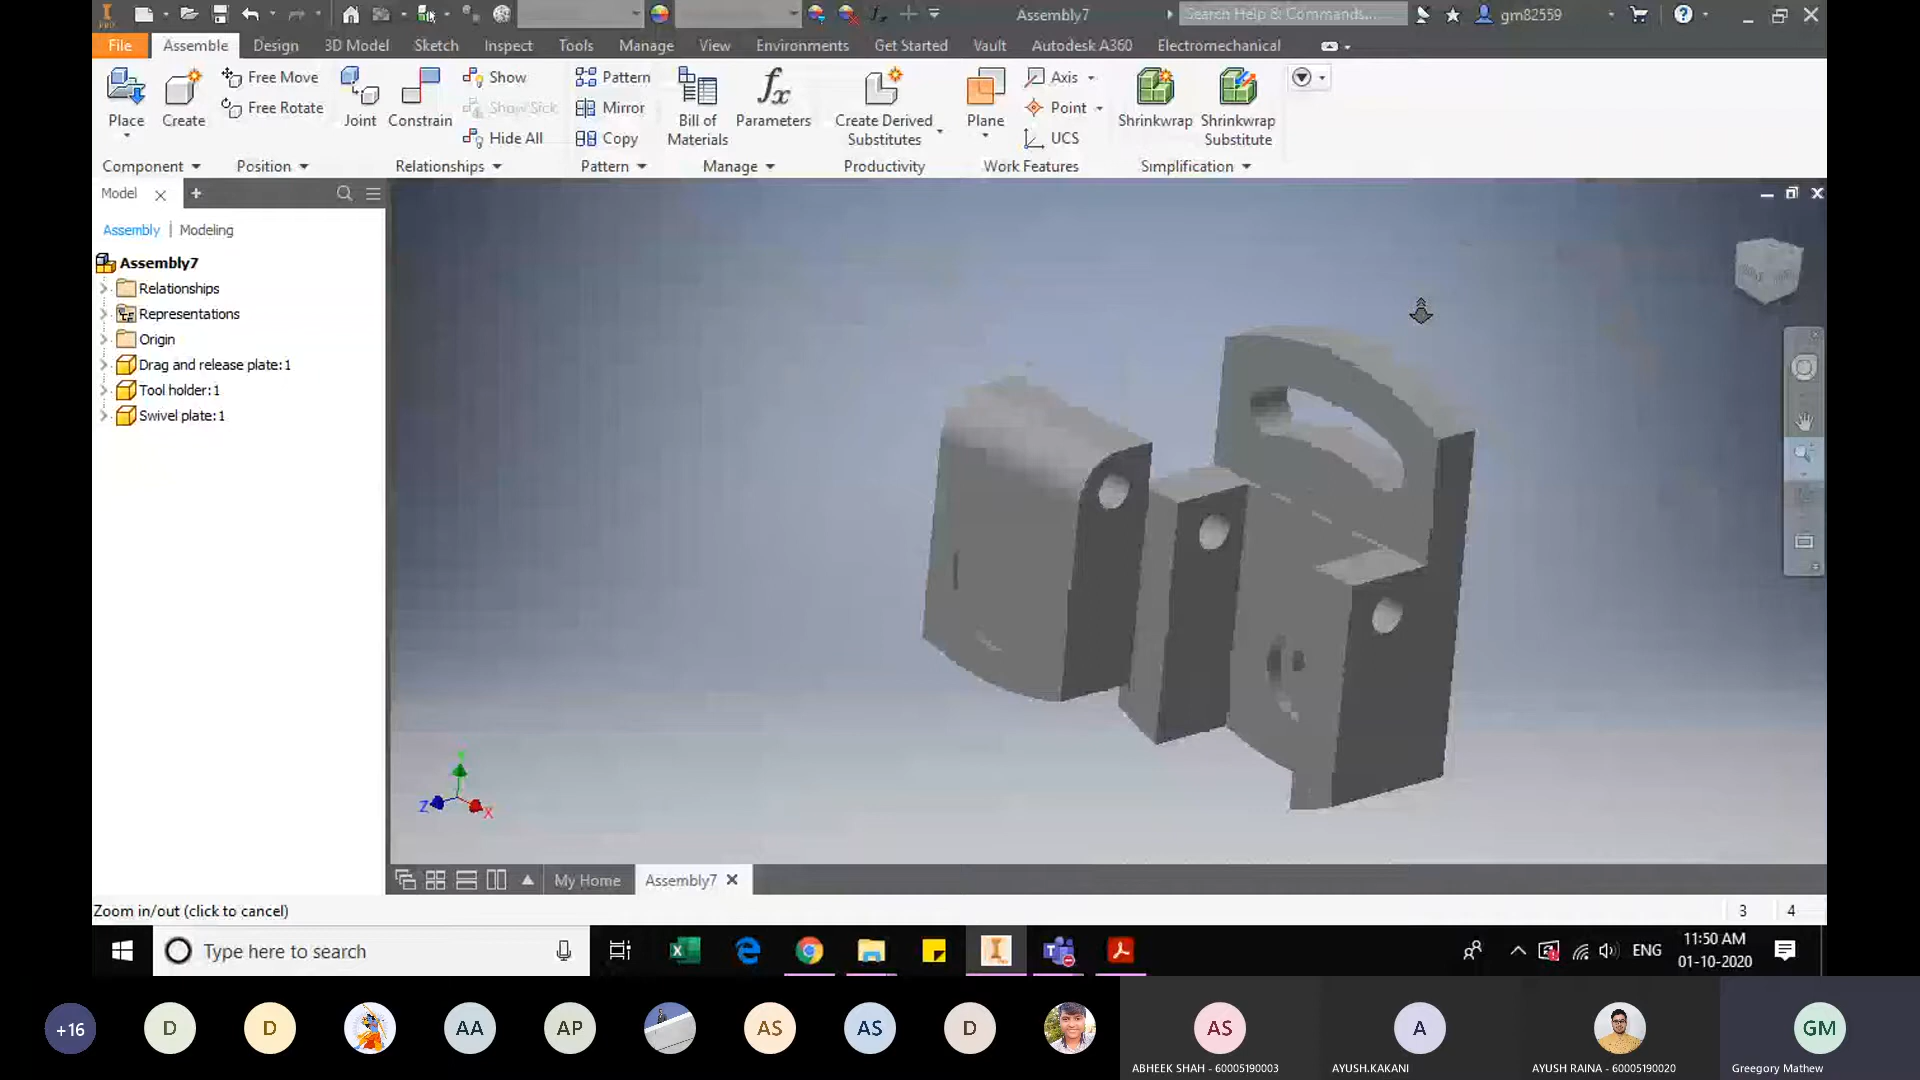 Assembly7
Search Help & Commands...
gm82559
File
Assemble
Design
3D Model
Sketch
Inspect
Tools
Manage
View
Environments
Get Started
Vault
Autodesk A360
Electromechanical
Place
Create
Free Move
Free Rotate
Joint
Constrain
Show
Show Sick
Hide All
Pattern
Mirror
Copy
Bill of
Materials
fx
Parameters
Create Derived
Substitutes
Plane
Axis
Point
UCS
Shrinkwrap
Shrinkwrap
Substitute
Component
Position
Relationships
Pattern
Manage
Productivity
Work Features
Simplification
Model
Assembly | Modeling
Assembly7
Relationships
Representations
Origin
Drag and release plate:1
Tool holder:1
Swivel plate:1
Z
X
My Home
Assembly7
Zoom in/out (click to cancel)
3
4
Type here to search
ENG
11:50 AM
01-10-2020
+16
D
D
AA
AP
AS
AS
D
AS
A
GM
ABHEEK SHAH - 60005190003
AYUSH.KAKANI
AYUSH RAINA - 60005190020
Greegory Mathew